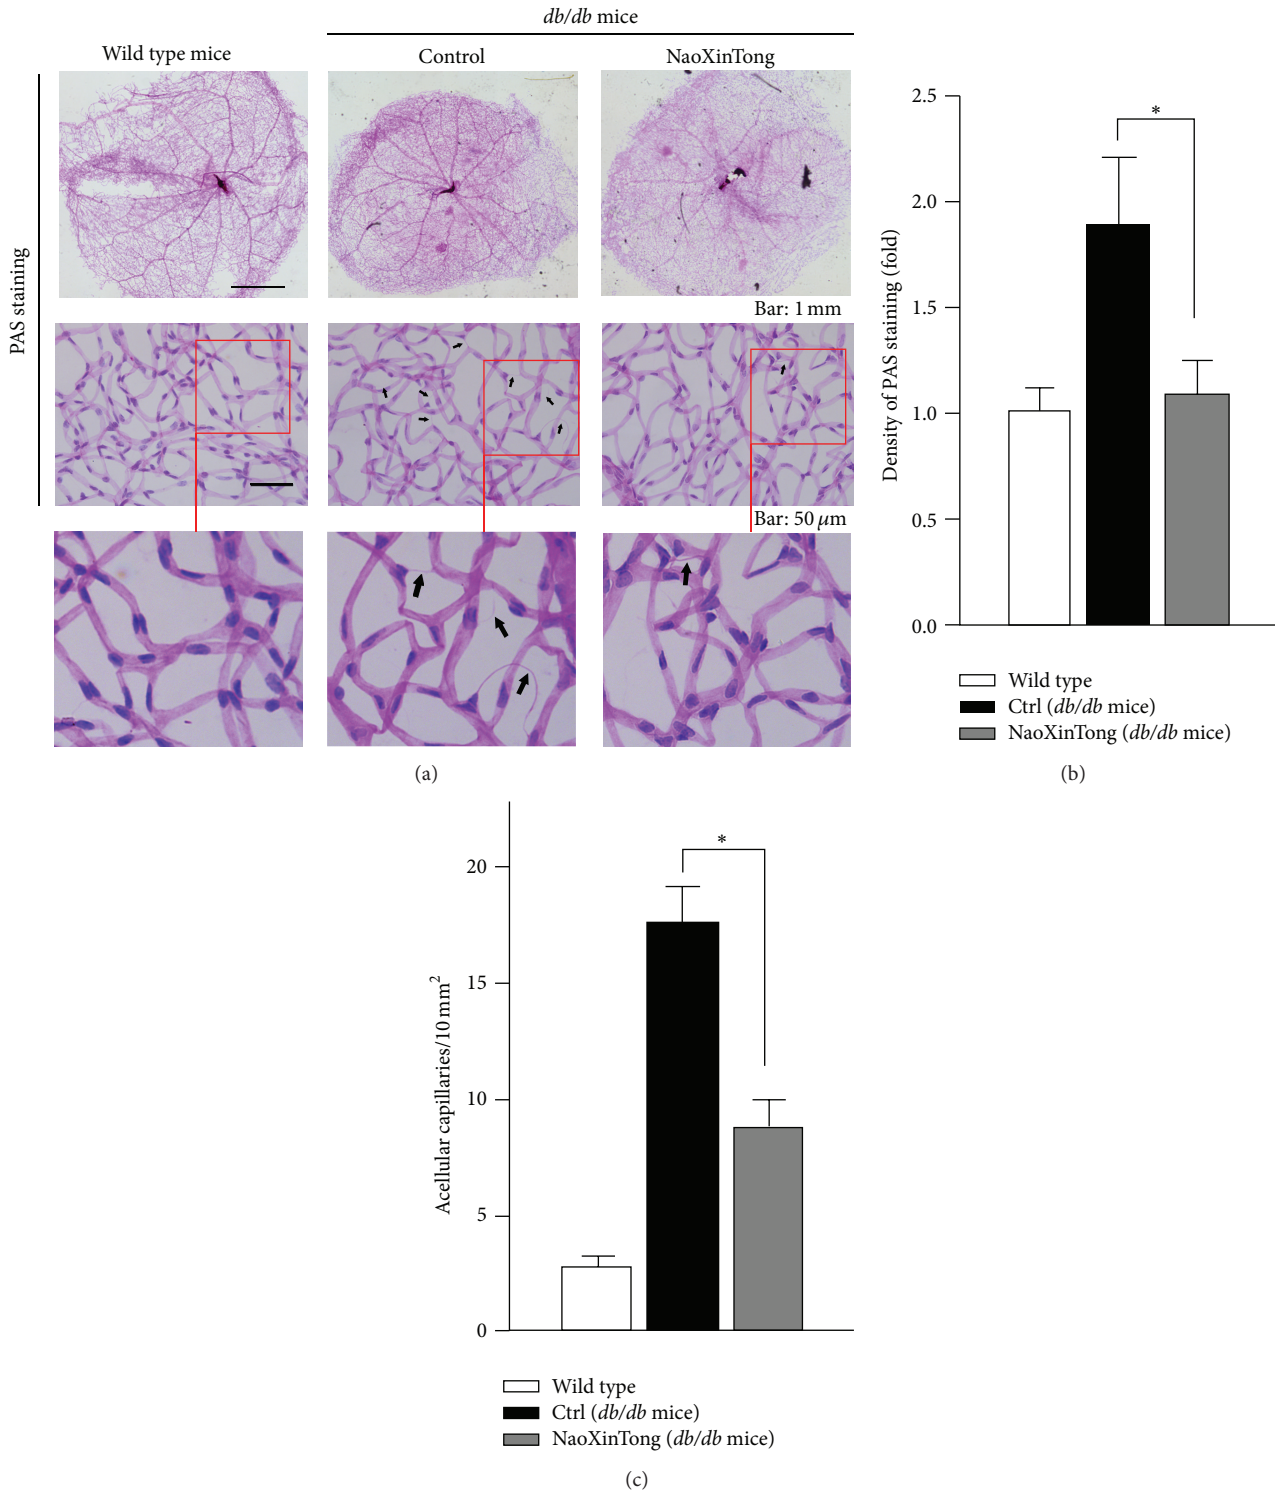 db/db mice
Wild type mice
Control
NaoXinTong
PAS staining
Bar: 1 mm
Bar: 50 μm
(a)
2.5
2.0
1.5
1.0
0.5
0.0
Density of PAS staining (fold)
*
Wild type
Ctrl (db/db mice)
NaoXinTong (db/db mice)
(b)
20
15
10
5
0
Acellular capillaries/10 mm²
*
Wild type
Ctrl (db/db mice)
NaoXinTong (db/db mice)
(c)